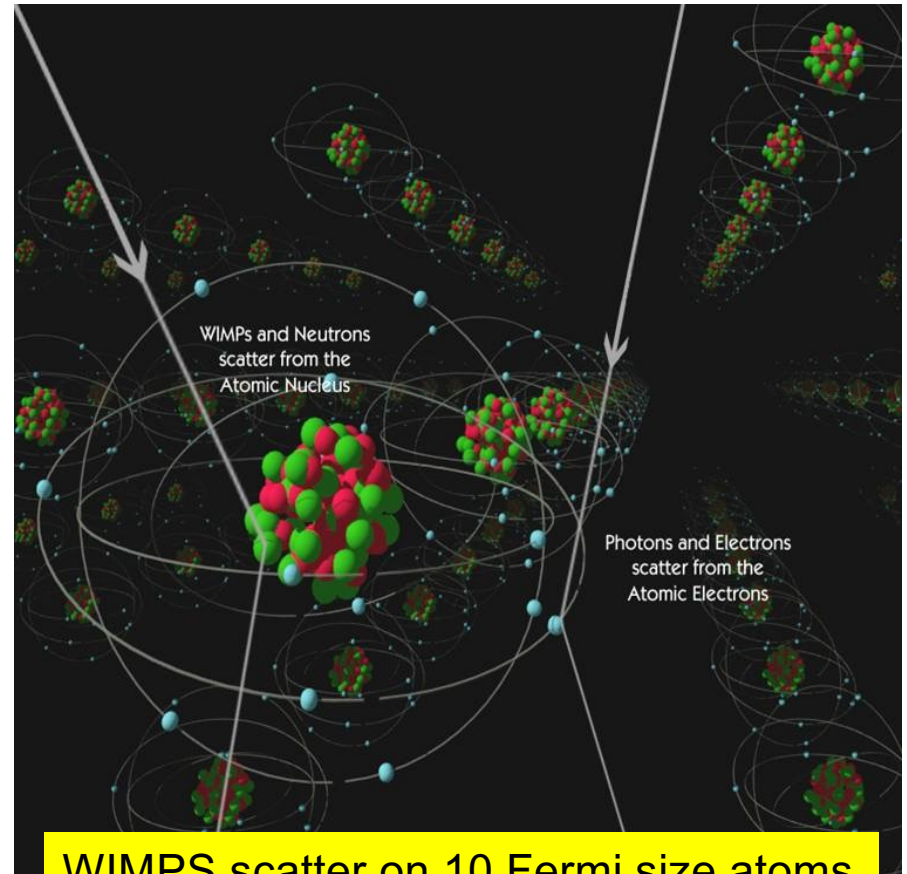 WIMPs and Neutrons
scatter from the
Atomic Nucleus
Photons and Electrons
scatter from the
Atomic Electrons
WIMPS scatter on 10 Fermi size atoms